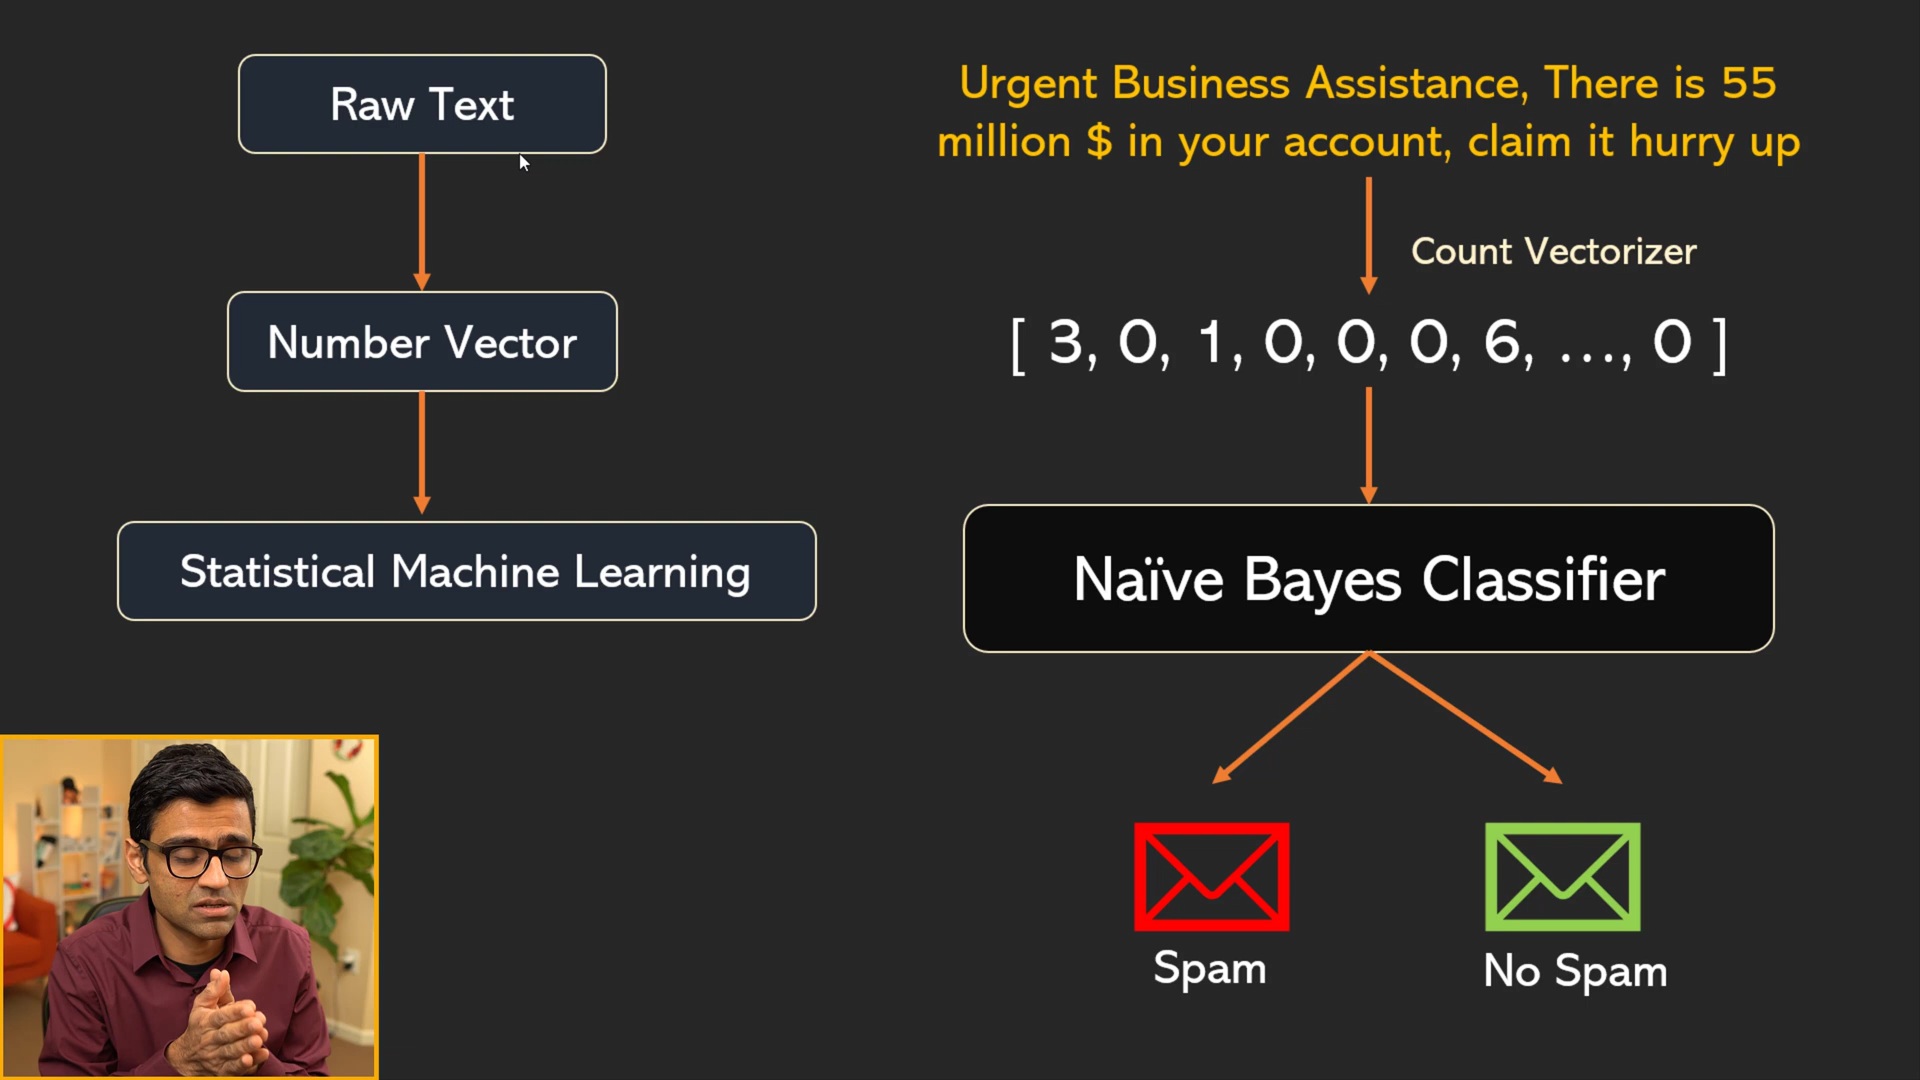 Raw Text
Number Vector
Statistical Machine Learning
Urgent Business Assistance, There is 55
million $ in your account, claim it hurry up
Count Vectorizer
[ 3, 0, 1, 0, 0, 0, 6, ..., 0 ]
Naïve Bayes Classifier
Spam
No Spam